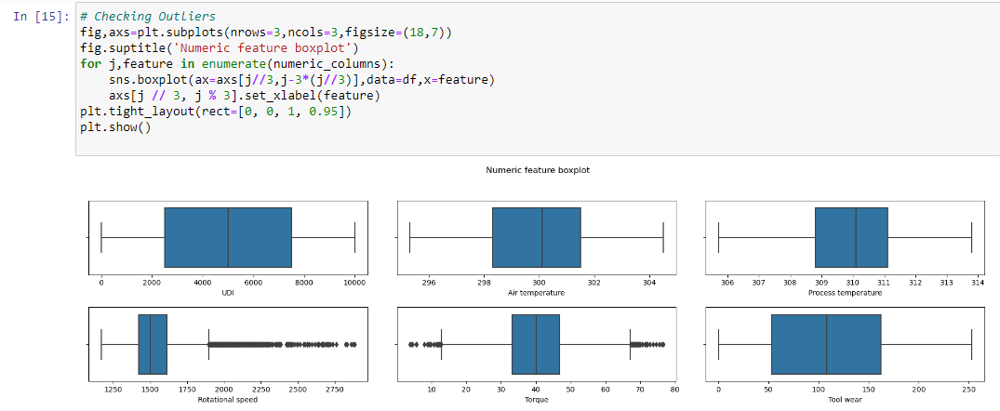 In [15]: # Checking Outliers
fig,axs=plt.subplots(nrows=3,ncols=3,figsize=(18,7))
fig.suptitle('Numeric feature boxplot')
for j,feature in enumerate(numeric_columns):
    sns.boxplot(ax=axs[j//3,j-3*(j//3)],data=df,x=feature)
    axs[j // 3, j % 3].set_xlabel(feature)
plt.tight_layout(rect=[0, 0, 1, 0.95])
plt.show()
Numeric feature boxplot
0 2000 4000 6000 8000 10000
UDI
296 298 300 302 304
Air temperature
306 307 308 309 310 311 312 313 314
Process temperature
1250 1500 1750 2000 2250 2500 2750
Rotational speed
10 20 30 40 50 60 70 80
Torque
0 50 100 150 200 250
Tool wear